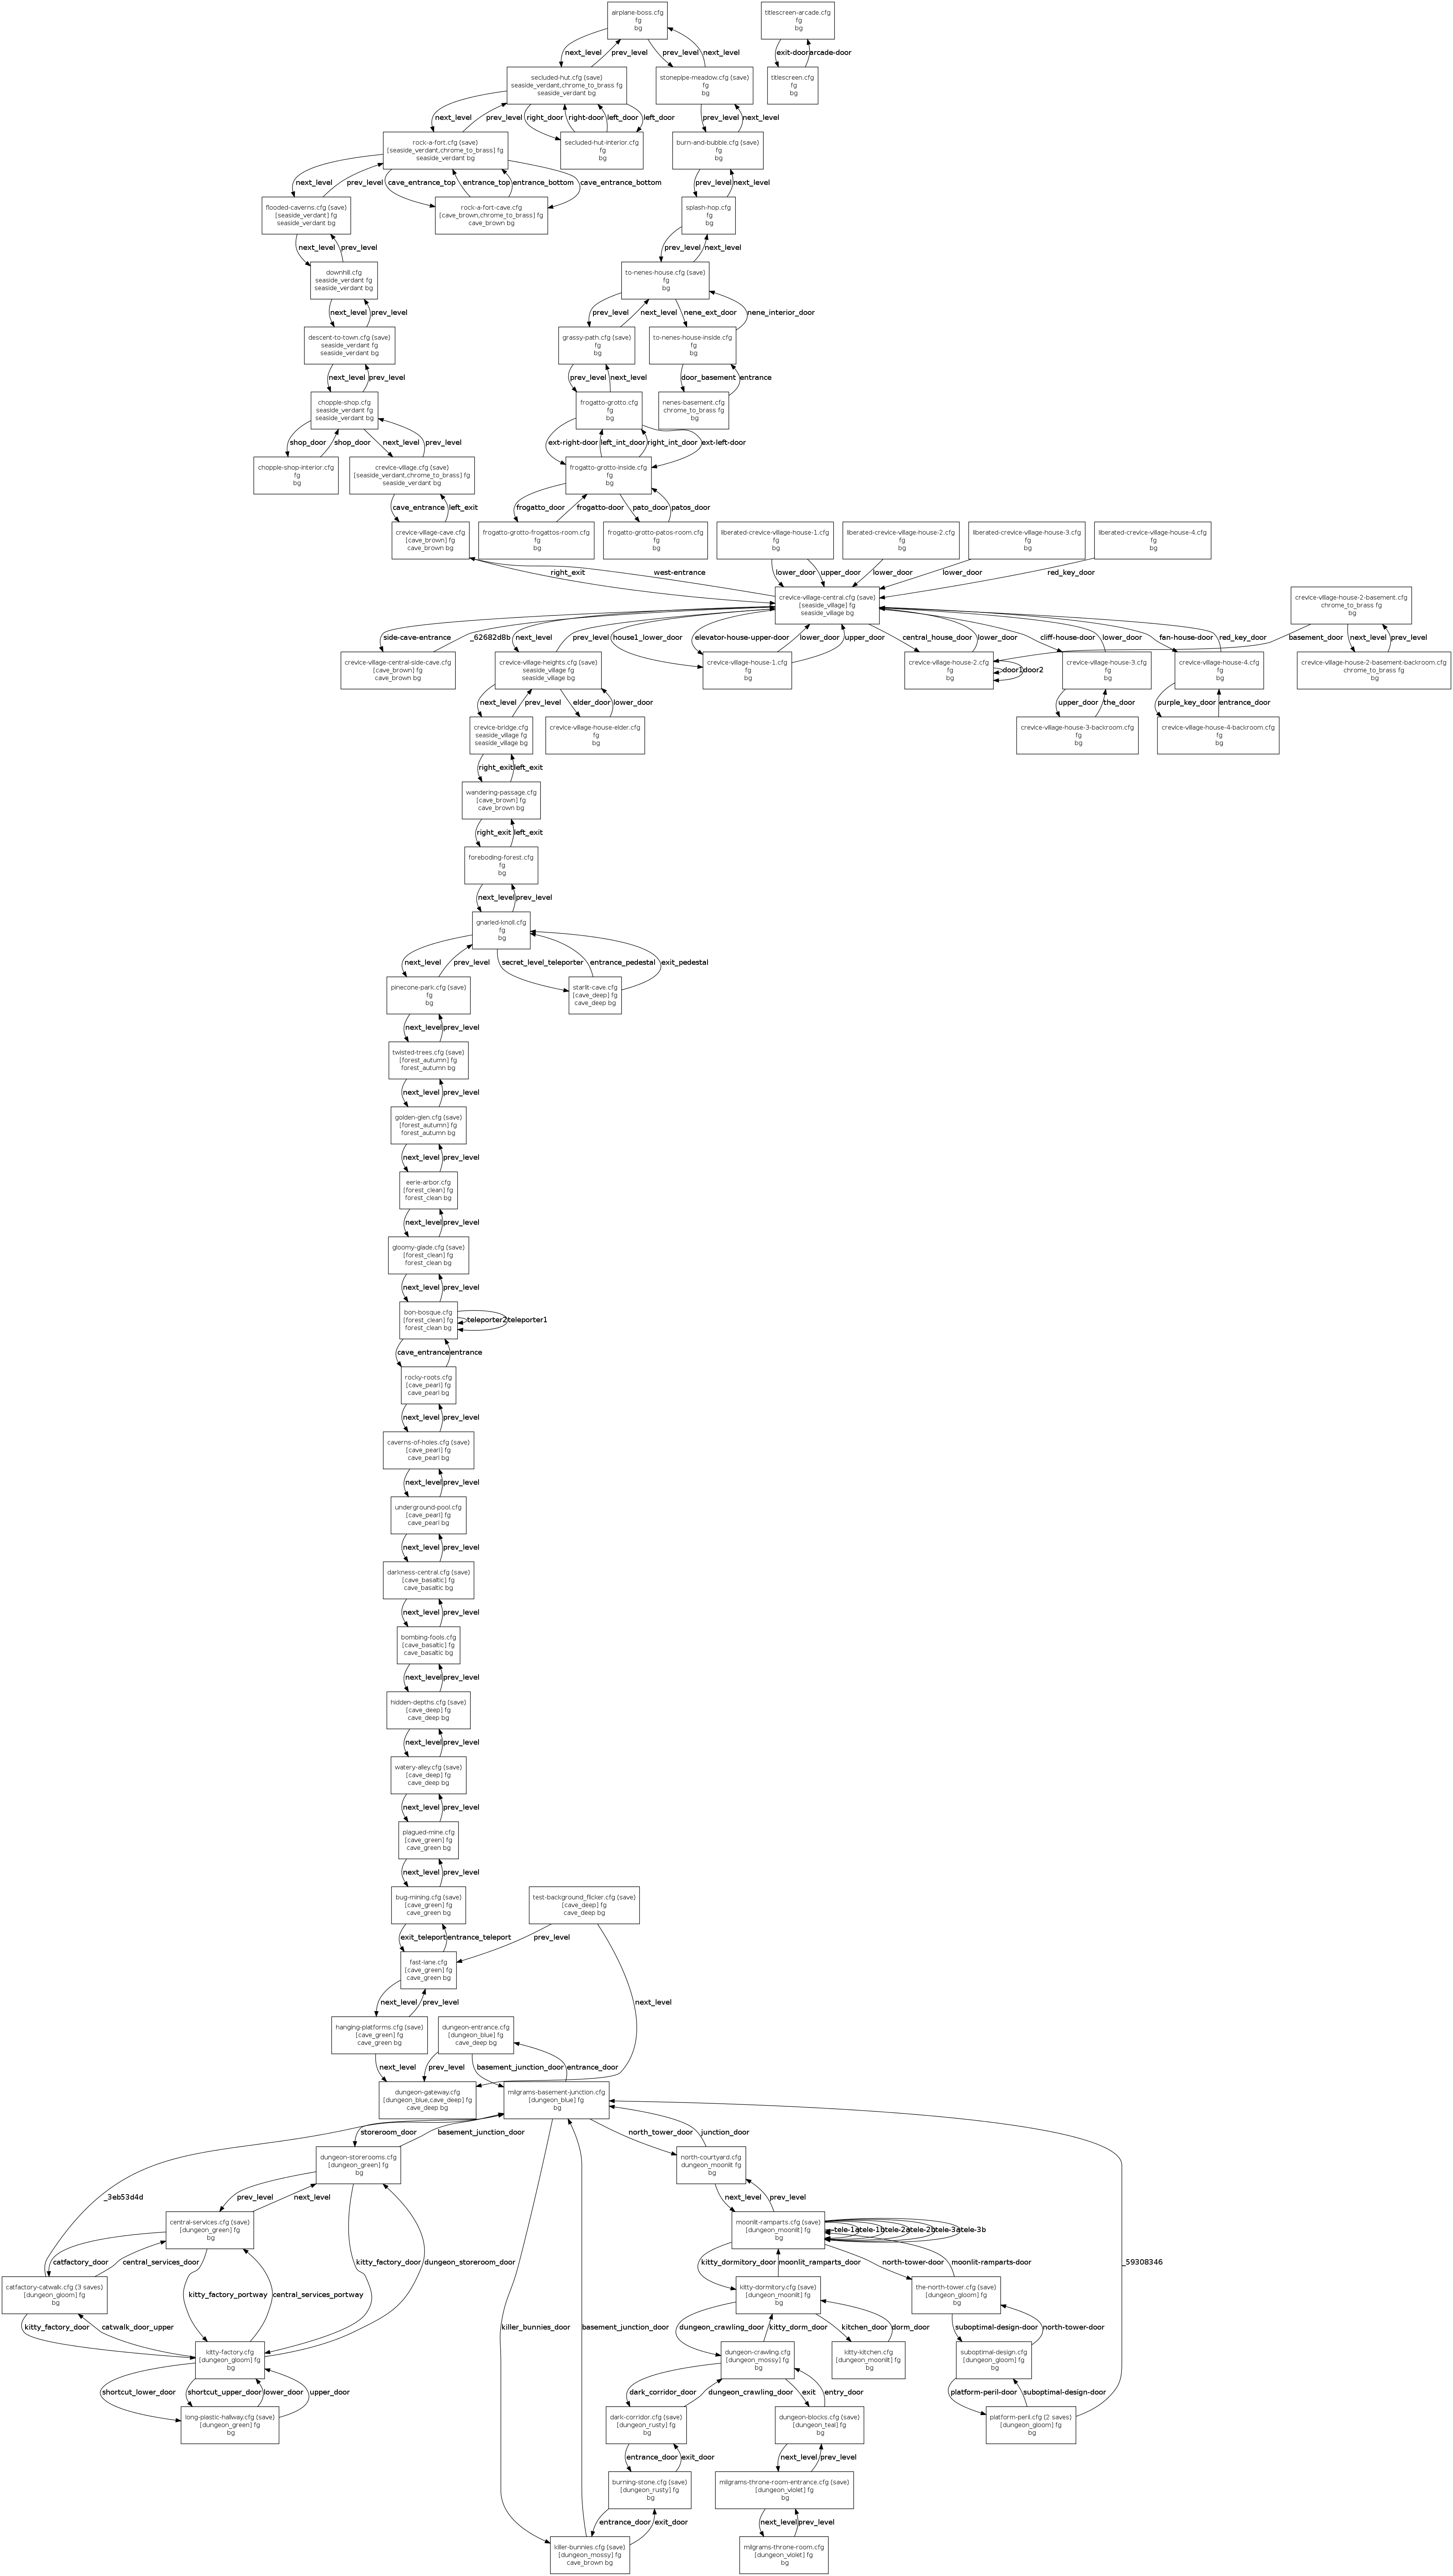 airplane-boss.cfg
fg
bg
titlescreen-arcade.cfg
fg
bg
next_level
prev_level
prev_level
next_level
exit-door
arcade-door
secluded-hut.cfg (save)
seaside_verdant,chrome_to_brass fg
seaside_verdant bg
stonepipe-meadow.cfg (save)
fg
bg
titlescreen.cfg
fg
bg
next_level
prev_level
right_door
right-door
left_door
left_door
prev_level
next_level
rock-a-fort.cfg (save)
[seaside_verdant,chrome_to_brass] fg
seaside_verdant bg
secluded-hut-interior.cfg
fg
bg
burn-and-bubble.cfg (save)
fg
bg
next_level
prev_level
cave_entrance_top
entrance_top
entrance_bottom
cave_entrance_bottom
prev_level
next_level
flooded-caverns.cfg (save)
[seaside_verdant] fg
seaside_verdant bg
rock-a-fort-cave.cfg
[cave_brown,chrome_to_brass] fg
cave_brown bg
splash-hop.cfg
fg
bg
next_level
prev_level
prev_level
next_level
downhill.cfg
seaside_verdant fg
seaside_verdant bg
to-nenes-house.cfg (save)
fg
bg
next_level
prev_level
prev_level
next_level
nene_ext_door
nene_interior_door
descent-to-town.cfg (save)
seaside_verdant fg
seaside_verdant bg
grassy-path.cfg (save)
fg
bg
to-nenes-house-inside.cfg
fg
bg
next_level
prev_level
prev_level
next_level
door_basement
entrance
chopple-shop.cfg
seaside_verdant fg
seaside_verdant bg
frogatto-grotto.cfg
fg
bg
nenes-basement.cfg
chrome_to_brass fg
bg
shop_door
shop_door
next_level
prev_level
ext-right-door
left_int_door
right_int_door
ext-left-door
chopple-shop-interior.cfg
fg
bg
crevice-village.cfg (save)
[seaside_verdant,chrome_to_brass] fg
seaside_verdant bg
frogatto-grotto-inside.cfg
fg
bg
cave_entrance
left_exit
frogatto_door
frogatto-door
pato_door
patos_door
crevice-village-cave.cfg
[cave_brown] fg
cave_brown bg
frogatto-grotto-frogattos-room.cfg
fg
bg
frogatto-grotto-patos-room.cfg
fg
bg
liberated-crevice-village-house-1.cfg
fg
bg
liberated-crevice-village-house-2.cfg
fg
bg
liberated-crevice-village-house-3.cfg
fg
bg
liberated-crevice-village-house-4.cfg
fg
bg
right_exit
west-entrance
lower_door
upper_door
lower_door
lower_door
red_key_door
crevice-village-central.cfg (save)
[seaside_village] fg
seaside_village bg
crevice-village-house-2-basement.cfg
chrome_to_brass fg
bg
side-cave-entrance
_62682d8b
next_level
prev_level
house1_lower_door
elevator-house-upper-door
lower_door
upper_door
central_house_door
lower_door
cliff-house-door
lower_door
fan-house-door
red_key_door
basement_door
next_level
prev_level
crevice-village-central-side-cave.cfg
[cave_brown] fg
cave_brown bg
crevice-village-heights.cfg (save)
seaside_village fg
seaside_village bg
crevice-village-house-1.cfg
fg
bg
crevice-village-house-2.cfg
fg
bg
door1
door2
crevice-village-house-3.cfg
fg
bg
crevice-village-house-4.cfg
fg
bg
crevice-village-house-2-basement-backroom.cfg
chrome_to_brass fg
bg
next_level
prev_level
elder_door
lower_door
upper_door
the_door
purple_key_door
entrance_door
crevice-bridge.cfg
seaside_village fg
seaside_village bg
crevice-village-house-elder.cfg
fg
bg
crevice-village-house-3-backroom.cfg
fg
bg
crevice-village-house-4-backroom.cfg
fg
bg
right_exit
left_exit
wandering-passage.cfg
[cave_brown] fg
cave_brown bg
right_exit
left_exit
foreboding-forest.cfg
fg
bg
next_level
prev_level
gnarled-knoll.cfg
fg
bg
next_level
prev_level
secret_level_teleporter
entrance_pedestal
exit_pedestal
pinecone-park.cfg (save)
fg
bg
starlit-cave.cfg
[cave_deep] fg
cave_deep bg
next_level
prev_level
twisted-trees.cfg (save)
[forest_autumn] fg
forest_autumn bg
next_level
prev_level
golden-glen.cfg (save)
[forest_autumn] fg
forest_autumn bg
next_level
prev_level
eerie-arbor.cfg
[forest_clean] fg
forest_clean bg
next_level
prev_level
gloomy-glade.cfg (save)
[forest_clean] fg
forest_clean bg
next_level
prev_level
bon-bosque.cfg
[forest_clean] fg
forest_clean bg
teleporter2
teleporter1
cave_entrance
entrance
rocky-roots.cfg
[cave_pearl] fg
cave_pearl bg
next_level
prev_level
caverns-of-holes.cfg (save)
[cave_pearl] fg
cave_pearl bg
next_level
prev_level
underground-pool.cfg
[cave_pearl] fg
cave_pearl bg
next_level
prev_level
darkness-central.cfg (save)
[cave_basaltic] fg
cave_basaltic bg
next_level
prev_level
bombing-fools.cfg
[cave_basaltic] fg
cave_basaltic bg
next_level
prev_level
hidden-depths.cfg (save)
[cave_deep] fg
cave_deep bg
next_level
prev_level
watery-alley.cfg (save)
[cave_deep] fg
cave_deep bg
next_level
prev_level
plagued-mine.cfg
[cave_green] fg
cave_green bg
next_level
prev_level
bug-mining.cfg (save)
[cave_green] fg
cave_green bg
test-background_flicker.cfg (save)
[cave_deep] fg
cave_deep bg
exit_teleport
entrance_teleport
prev_level
fast-lane.cfg
[cave_green] fg
cave_green bg
next_level
prev_level
next_level
hanging-platforms.cfg (save)
[cave_green] fg
cave_green bg
dungeon-entrance.cfg
[dungeon_blue] fg
cave_deep bg
next_level
prev_level
basement_junction_door
entrance_door
dungeon-gateway.cfg
[dungeon_blue,cave_deep] fg
cave_deep bg
milgrams-basement-junction.cfg
[dungeon_blue] fg
bg
storeroom_door
basement_junction_door
north_tower_door
junction_door
dungeon-storerooms.cfg
[dungeon_green] fg
bg
north-courtyard.cfg
dungeon_moonlit fg
bg
_3eb53d4d
prev_level
next_level
next_level
prev_level
central-services.cfg (save)
[dungeon_green] fg
bg
moonlit-ramparts.cfg (save)
[dungeon_moonlit] fg
bg
tele-1a
tele-1b
tele-2a
tele-2b
tele-3a
tele-3b
catfactory_door
central_services_door
kitty_factory_door
dungeon_storeroom_door
kitty_dormitory_door
moonlit_ramparts_door
north-tower-door
moonlit-ramparts-door
_59308346
catfactory-catwalk.cfg (3 saves)
[dungeon_gloom] fg
bg
kitty_factory_portway
central_services_portway
kitty-dormitory.cfg (save)
[dungeon_moonlit] fg
bg
the-north-tower.cfg (save)
[dungeon_gloom] fg
bg
kitty_factory_door
catwalk_door_upper
killer_bunnies_door
basement_junction_door
dungeon_crawling_door
kitty_dorm_door
kitchen_door
dorm_door
suboptimal-design-door
north-tower-door
kitty-factory.cfg
[dungeon_gloom] fg
bg
dungeon-crawling.cfg
[dungeon_mossy] fg
bg
kitty-kitchen.cfg
[dungeon_moonlit] fg
bg
suboptimal-design.cfg
[dungeon_gloom] fg
bg
shortcut_lower_door
shortcut_upper_door
lower_door
upper_door
dark_corridor_door
dungeon_crawling_door
exit
entry_door
platform-peril-door
suboptimal-design-door
long-plastic-hallway.cfg (save)
[dungeon_green] fg
bg
dark-corridor.cfg (save)
[dungeon_rusty] fg
bg
dungeon-blocks.cfg (save)
[dungeon_teal] fg
bg
platform-peril.cfg (2 saves)
[dungeon_gloom] fg
bg
entrance_door
exit_door
next_level
prev_level
burning-stone.cfg (save)
[dungeon_rusty] fg
bg
milgrams-throne-room-entrance.cfg (save)
[dungeon_violet] fg
bg
entrance_door
exit_door
next_level
prev_level
killer-bunnies.cfg (save)
[dungeon_mossy] fg
cave_brown bg
milgrams-throne-room.cfg
[dungeon_violet] fg
bg